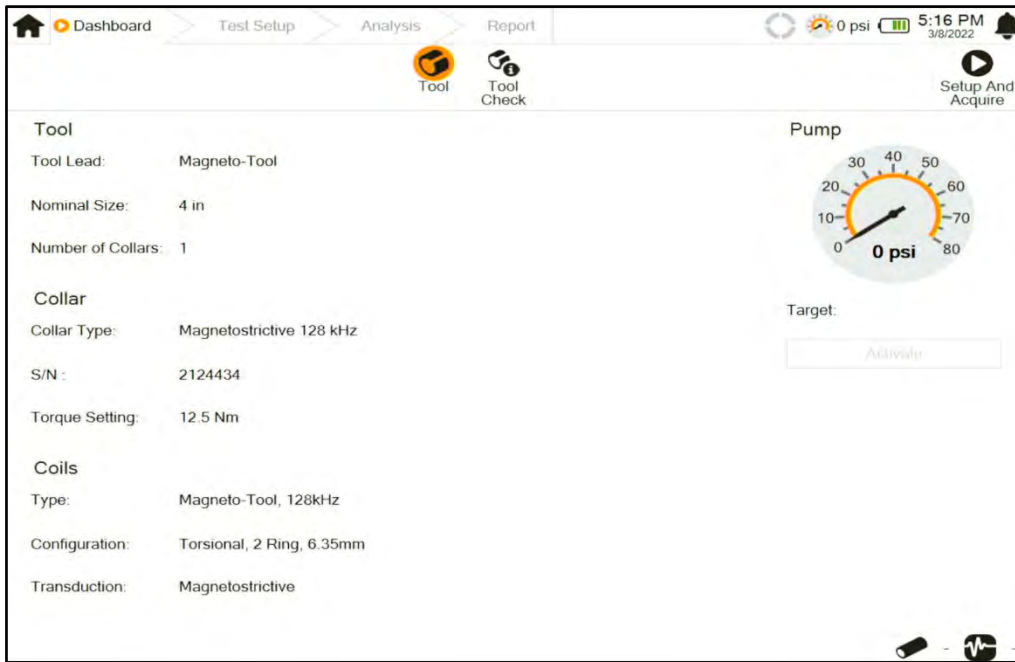 Dashboard
Test Setup
Analysis
Report
0 psi
5:16 PM
3/8/2022
Tool
Tool
Check
Setup And
Acquire
Tool
Tool Lead: Magneto-Tool
Nominal Size: 4 in
Number of Collars: 1
Collar
Collar Type: Magnetostrictive 128 kHz
S/N : 2124434
Torque Setting: 12.5 Nm
Coils
Type: Magneto-Tool, 128kHz
Configuration: Torsional, 2 Ring, 6.35mm
Transduction: Magnetostrictive
Pump
0
10
20
30
40
50
60
70
80
0 psi
Target:
Activate
-
-